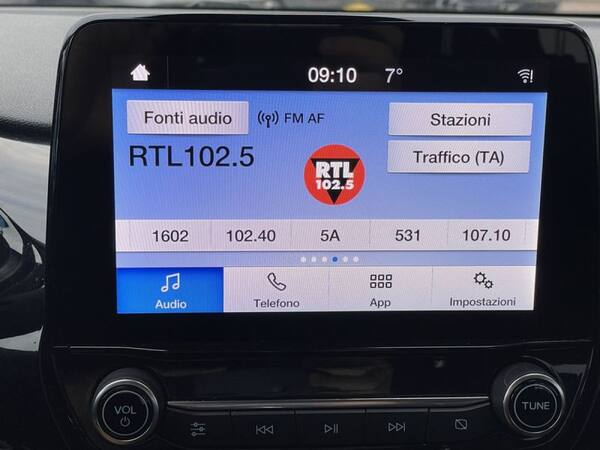 09:10 7°
Fonti audio FM AF Stazioni
RTL102.5 Traffico (TA)
RTL
102.5
1602 102.40 5A 531 107.10
Audio Telefono App Impostazioni
VOL TUNE